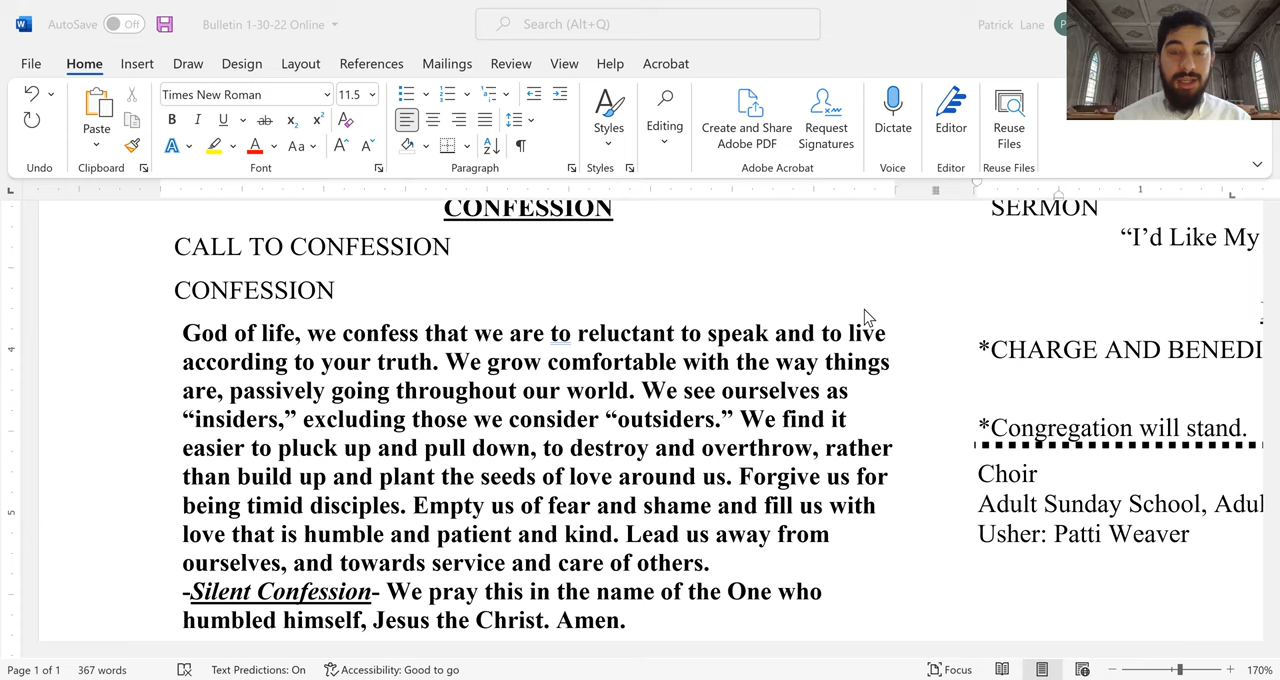 AutoSave Off Bulletin 1-30-22 Online Search (Alt+Q) Patrick Lane
File Home Insert Draw Design Layout References Mailings Review View Help Acrobat
Times New Roman 11.5
Paste Styles Editing Create and Share Adobe PDF Request Signatures Dictate Editor Reuse Files
Undo Clipboard Font Paragraph Styles Adobe Acrobat Voice Editor Reuse Files
1
CONFESSION
CALL TO CONFESSION
CONFESSION
God of life, we confess that we are to reluctant to speak and to live
according to your truth. We grow comfortable with the way things
are, passively going throughout our world. We see ourselves as
“insiders,” excluding those we consider “outsiders.” We find it
easier to pluck up and pull down, to destroy and overthrow, rather
than build up and plant the seeds of love around us. Forgive us for
being timid disciples. Empty us of fear and shame and fill us with
love that is humble and patient and kind. Lead us away from
ourselves, and towards service and care of others.
-Silent Confession- We pray this in the name of the One who
humbled himself, Jesus the Christ. Amen.
SERMON
“I’d Like My
*CHARGE AND BENEDI
*Congregation will stand.
Choir
Adult Sunday School, Adul
Usher: Patti Weaver
4
5
Page 1 of 1 367 words Text Predictions: On Accessibility: Good to go Focus 170%